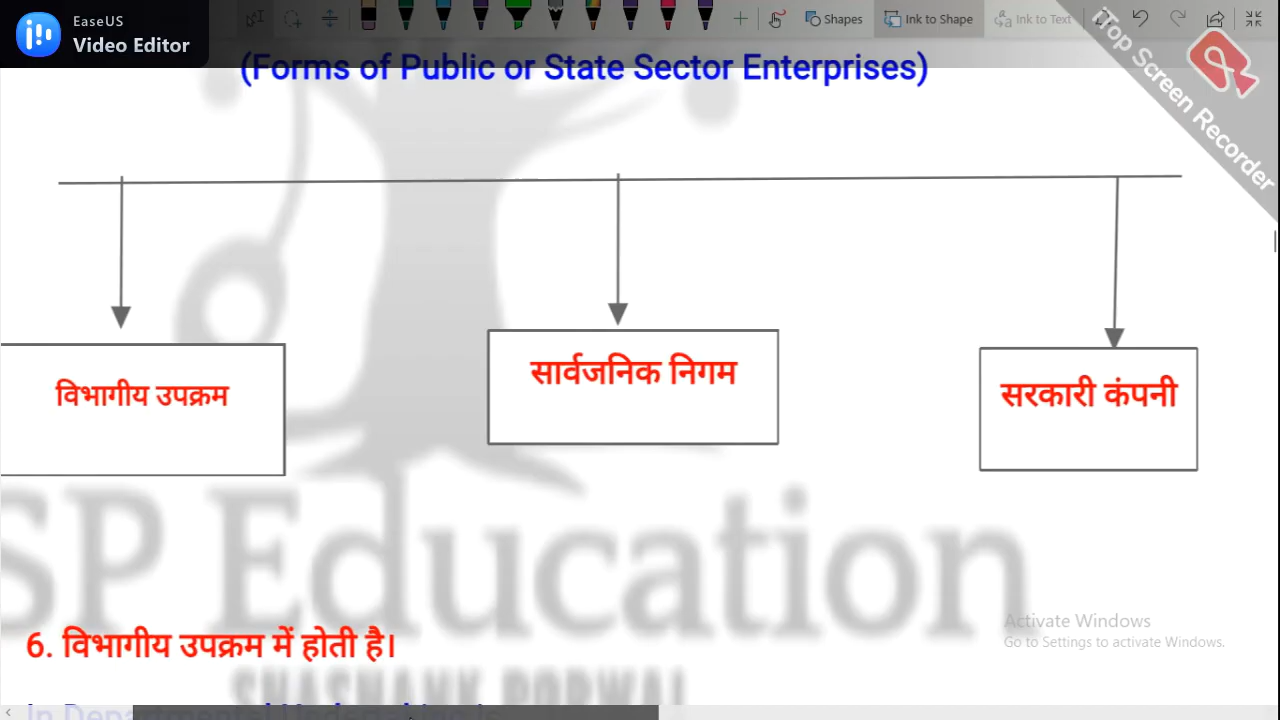 EaseUS
Video Editor
Shapes
Ink to Shape
Ink to Text
iTop Screen Recorder
(Forms of Public or State Sector Enterprises)
विभागीय उपक्रम
सार्वजनिक निगम
सरकारी कंपनी
SP Education
Activate Windows
Go to Settings to activate Windows.
6. विभागीय उपक्रम में होती है।
SHASHANK PORWAL